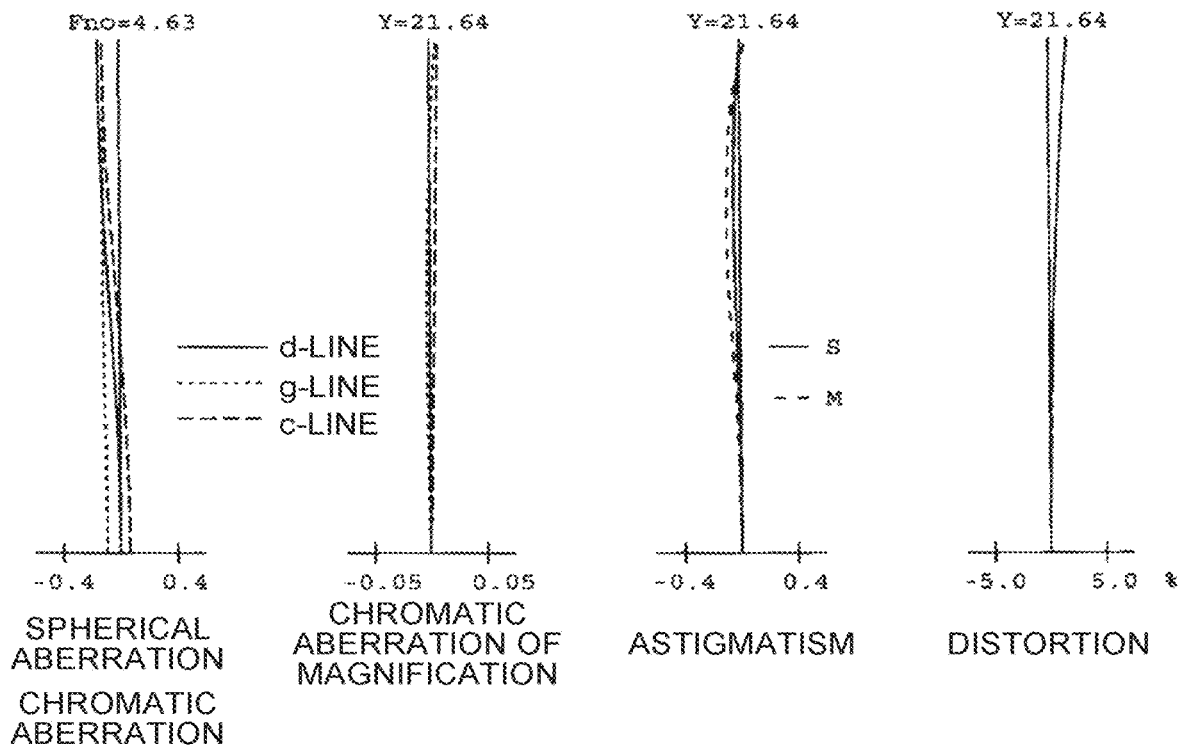 Fno=4.63
Y=21.64
Y=21.64
Y=21.64
d-LINE
g-LINE
c-LINE
S
M
-0.4 0.4
-0.05 0.05
-0.4 0.4
-5.0 5.0 %
SPHERICAL
ABERRATION
CHROMATIC
ABERRATION
CHROMATIC
ABERRATION OF
MAGNIFICATION
ASTIGMATISM
DISTORTION